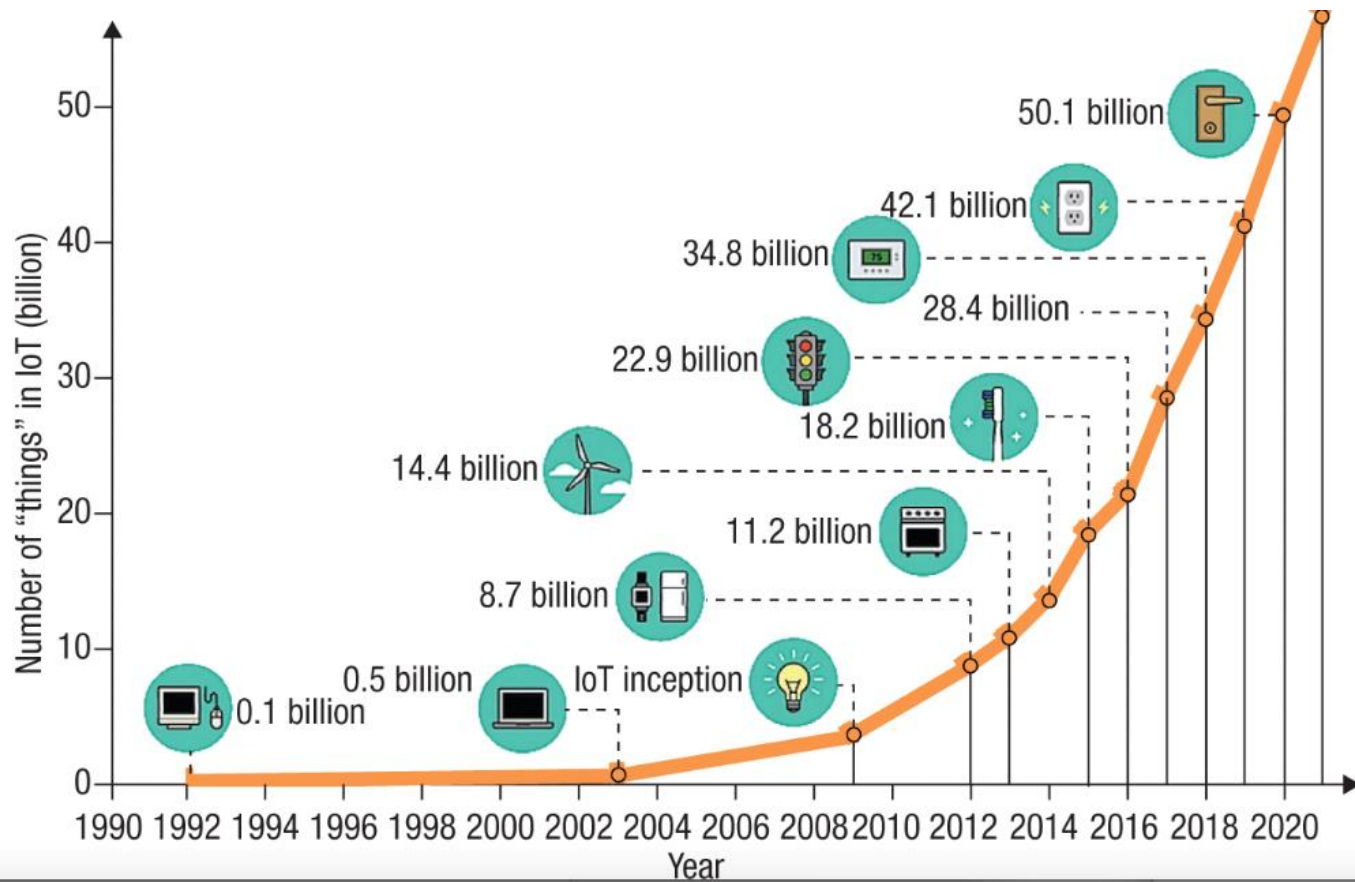 50
50.1 billion
42.1 billion
40
34.8 billion
75
28.4 billion
30
22.9 billion
18.2 billion
14.4 billion
20
11.2 billion
8.7 billion
10
0.5 billion
IoT inception
0.1 billion
0
Number of “things” in IoT (billion)
1990 1992 1994 1996 1998 2000 2002 2004 2006 2008 2010 2012 2014 2016 2018 2020
Year